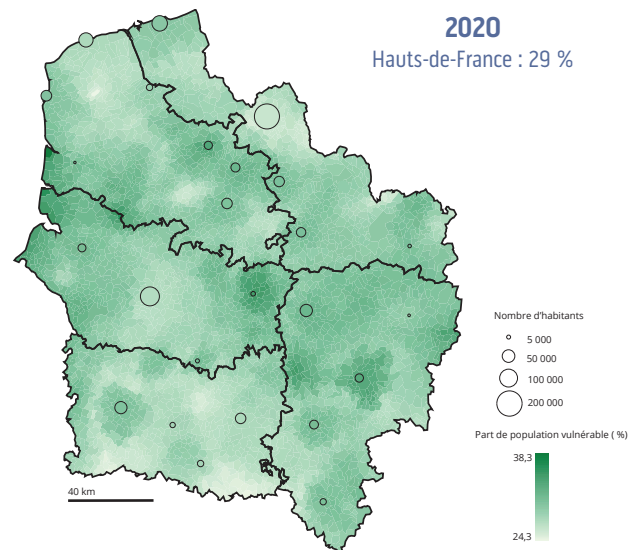 2020
Hauts-de-France : 29 %
Nombre d'habitants
5 000
50 000
100 000
200 000
Part de population vulnérable ( %)
38,3
24,3
40 km